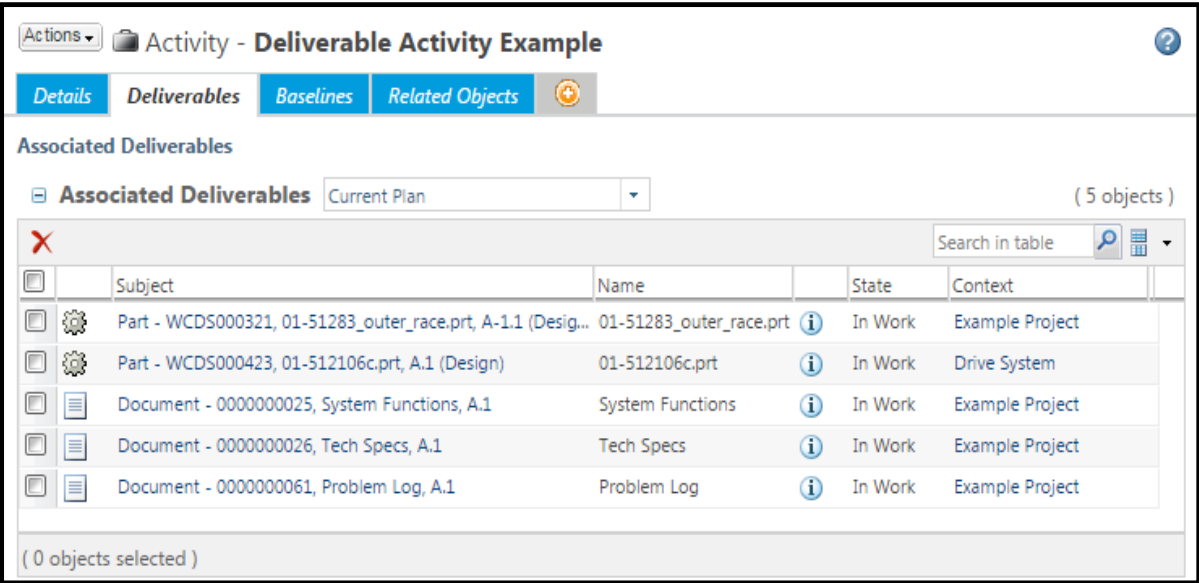 Actions
Activity - Deliverable Activity Example
Details Deliverables Baselines Related Objects
Associated Deliverables
Associated Deliverables Current Plan ( 5 objects )
Search in table
Subject Name State Context
Part - WCDS000321, 01-51283_outer_race.prt, A-1.1 (Desig... 01-51283_outer_race.prt In Work Example Project
Part - WCDS000423, 01-512106c.prt, A.1 (Design) 01-512106c.prt In Work Drive System
Document - 0000000025, System Functions, A.1 System Functions In Work Example Project
Document - 0000000026, Tech Specs, A.1 Tech Specs In Work Example Project
Document - 0000000061, Problem Log, A.1 Problem Log In Work Example Project
( 0 objects selected )